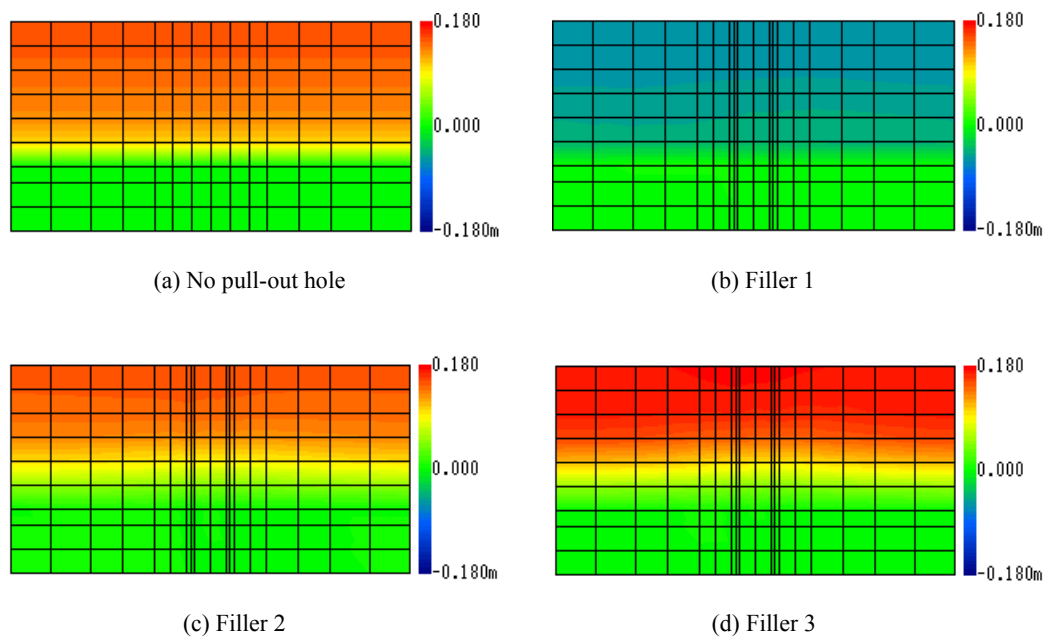 0.180
0.000
-0.180m
(a) No pull-out hole
0.180
0.000
-0.180m
(b) Filler 1
0.180
0.000
-0.180m
(c) Filler 2
0.180
0.000
-0.180m
(d) Filler 3